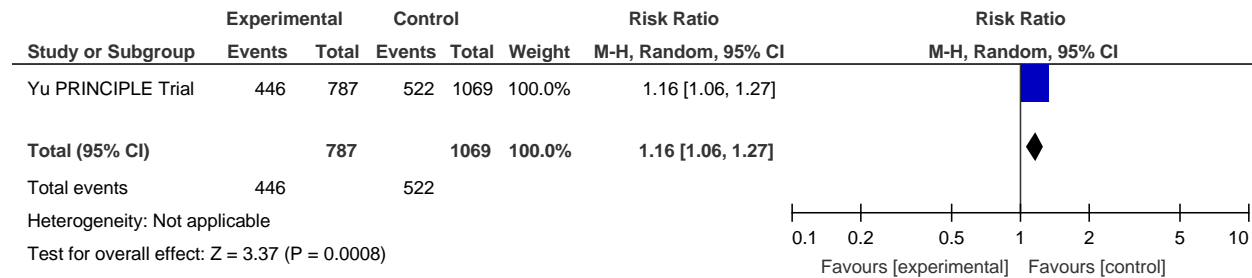 Experimental Control Risk Ratio Risk Ratio
Study or Subgroup Events Total Events Total Weight M-H, Random, 95% CI M-H, Random, 95% CI
Yu PRINCIPLE Trial 446 787 522 1069 100.0% 1.16 [1.06, 1.27]
Total (95% CI) 787 1069 100.0% 1.16 [1.06, 1.27]
Total events 446 522
Heterogeneity: Not applicable
Test for overall effect: Z = 3.37 (P = 0.0008)
0.1 0.2 0.5 1 2 5 10
Favours [experimental] Favours [control]